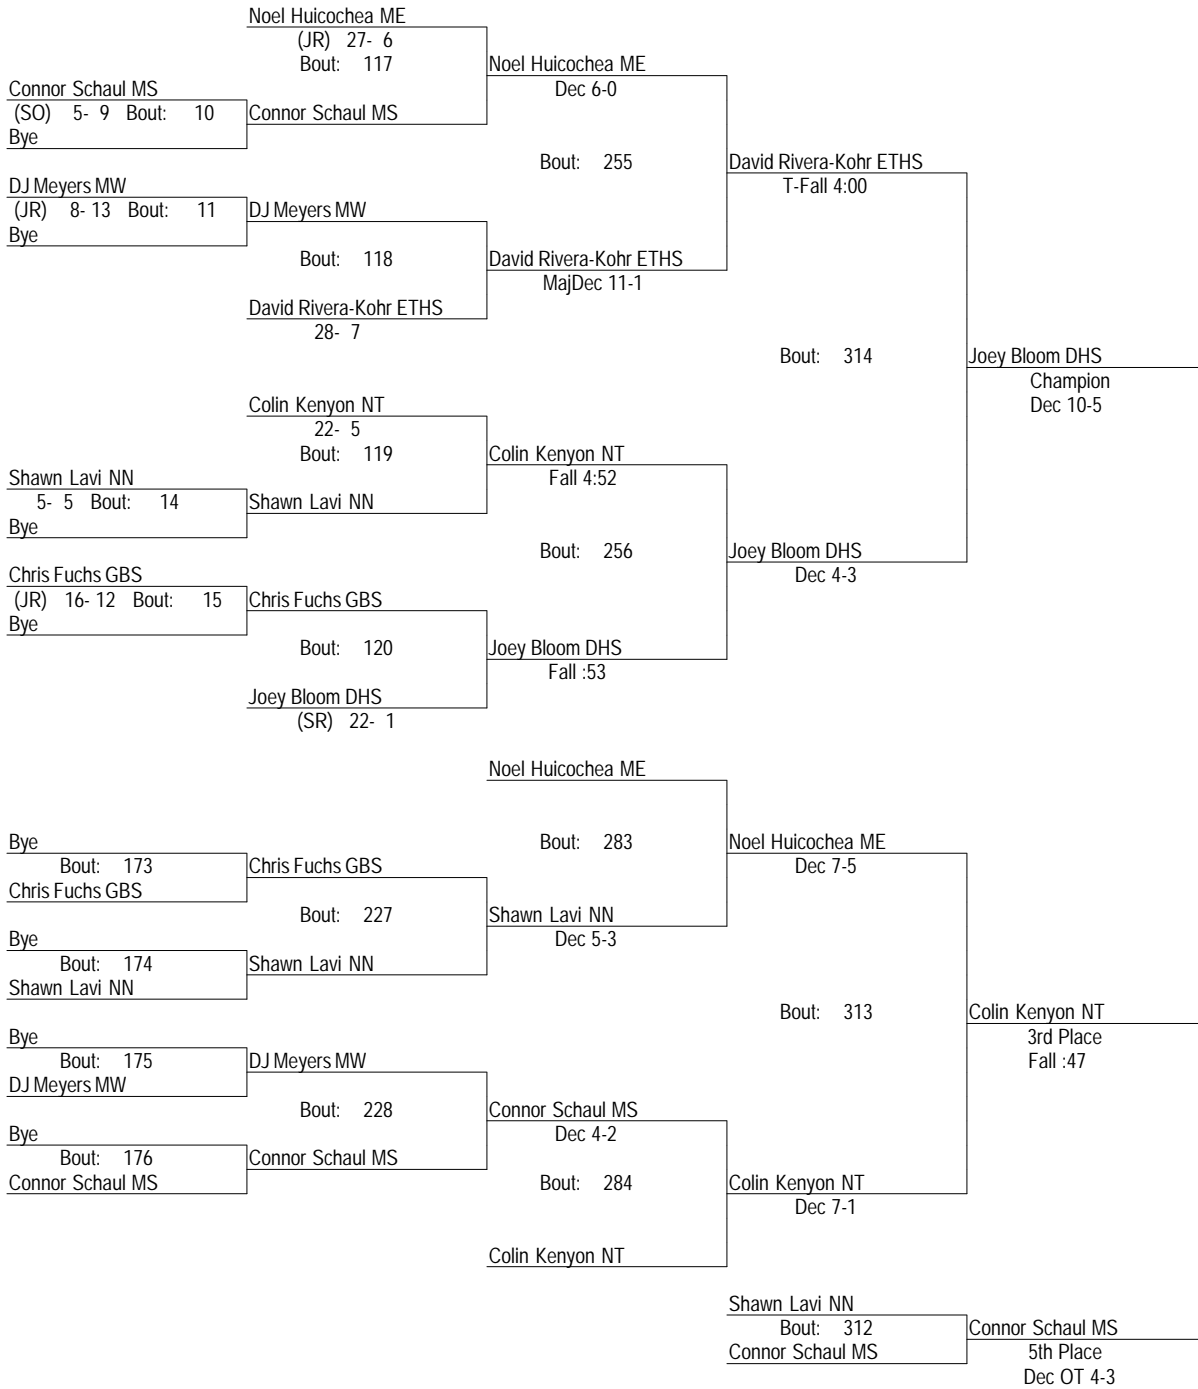 Noel Huicochea ME
(JR) 27- 6
Bout: 117
Noel Huicochea ME
Dec 6-0
Connor Schaul MS
(SO) 5- 9 Bout: 10
Connor Schaul MS
Bye
Bout: 255
David Rivera-Kohr ETHS
T-Fall 4:00
DJ Meyers MW
(JR) 8- 13 Bout: 11
DJ Meyers MW
Bye
Bout: 118
David Rivera-Kohr ETHS
MajDec 11-1
David Rivera-Kohr ETHS
28- 7
Bout: 314
Joey Bloom DHS
Champion
Dec 10-5
Colin Kenyon NT
22- 5
Bout: 119
Colin Kenyon NT
Fall 4:52
Shawn Lavi NN
5- 5 Bout: 14
Shawn Lavi NN
Bye
Bout: 256
Joey Bloom DHS
Dec 4-3
Chris Fuchs GBS
(JR) 16- 12 Bout: 15
Chris Fuchs GBS
Bye
Bout: 120
Joey Bloom DHS
Fall :53
Joey Bloom DHS
(SR) 22- 1
Noel Huicochea ME
Bout: 283
Noel Huicochea ME
Dec 7-5
Bye
Bout: 173
Chris Fuchs GBS
Chris Fuchs GBS
Bout: 227
Shawn Lavi NN
Dec 5-3
Bye
Bout: 174
Shawn Lavi NN
Shawn Lavi NN
Bout: 313
Colin Kenyon NT
3rd Place
Fall :47
Bye
Bout: 175
DJ Meyers MW
DJ Meyers MW
Bout: 228
Connor Schaul MS
Dec 4-2
Bye
Bout: 176
Connor Schaul MS
Connor Schaul MS
Bout: 284
Colin Kenyon NT
Dec 7-1
Colin Kenyon NT
Shawn Lavi NN
Bout: 312
Connor Schaul MS
Connor Schaul MS
5th Place
Dec OT 4-3